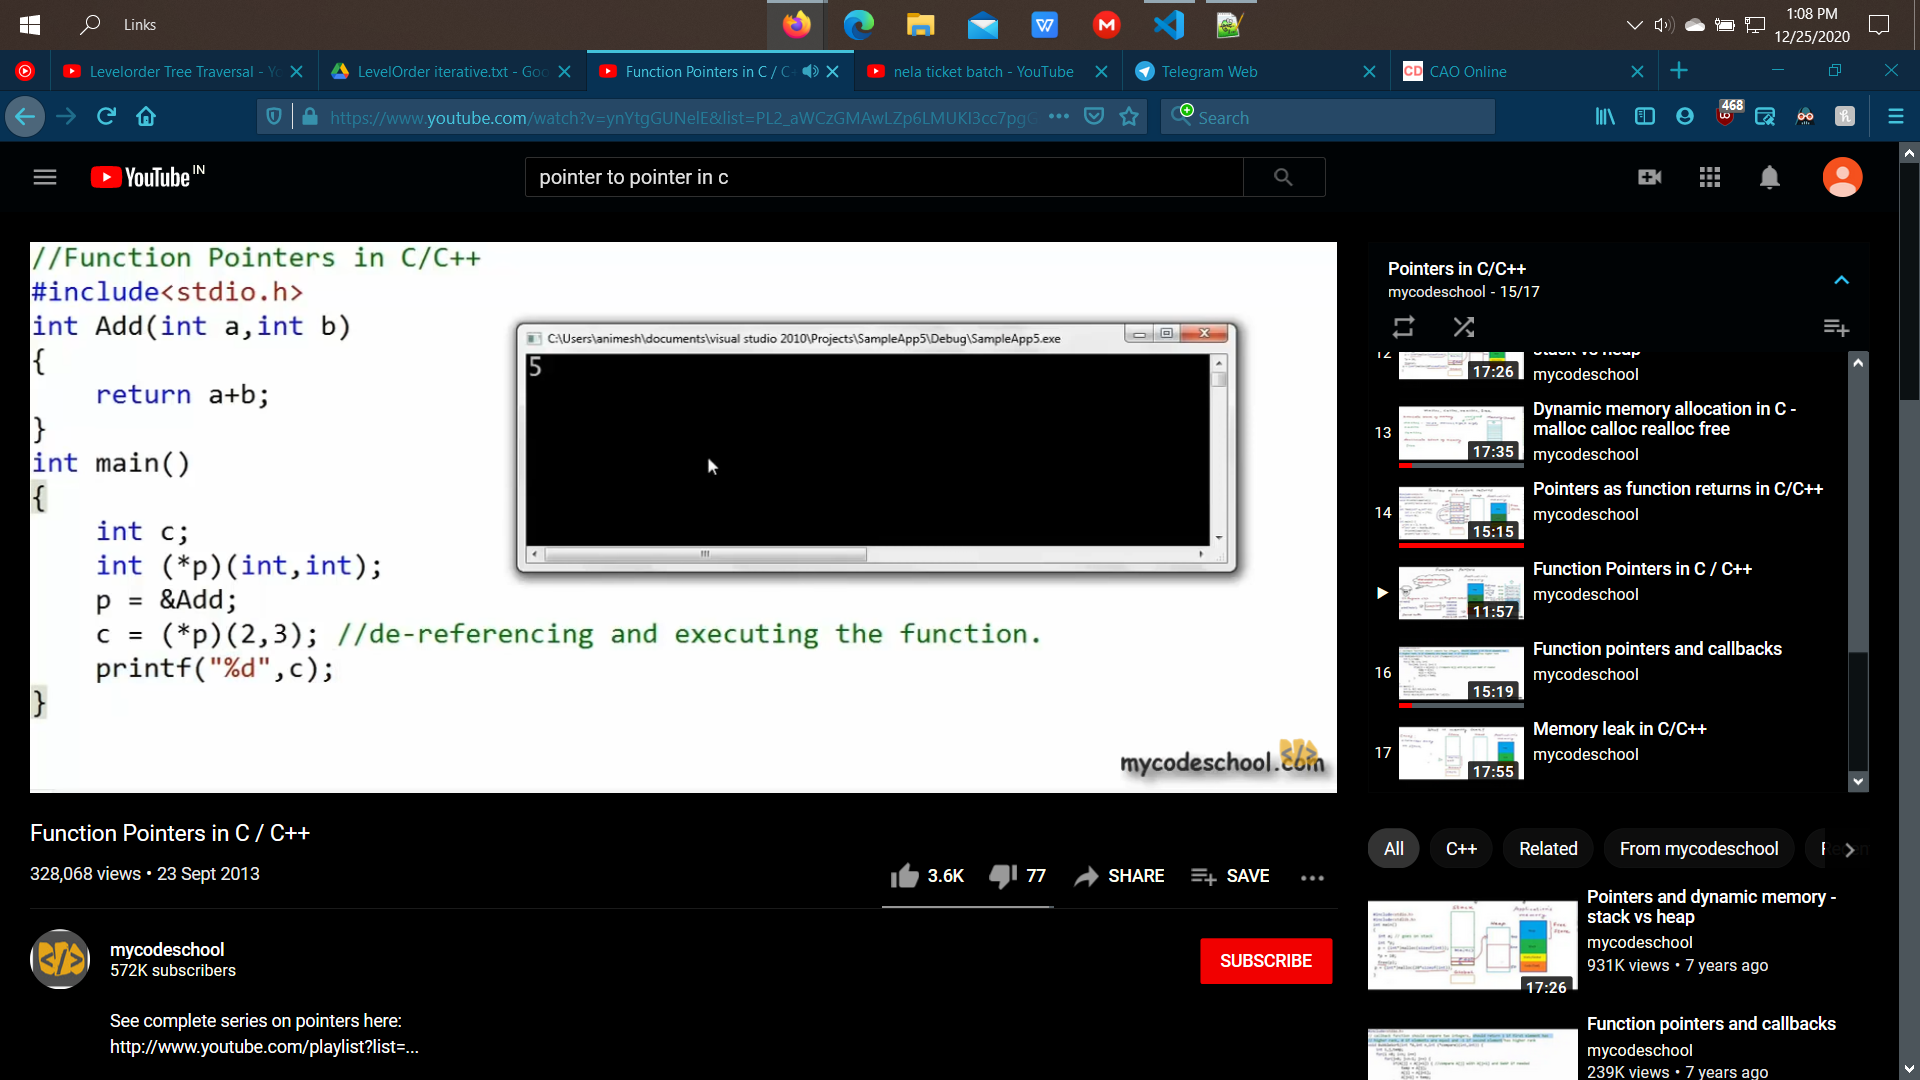 Links
1:08 PM
12/25/2020
Levelorder Tree Traversal - Yo
LevelOrder iterative.txt - Goo
Function Pointers in C / C+
nela ticket batch - YouTube
Telegram Web
CD CAO Online
https://www.youtube.com/watch?v=ynYtgGUNelE&list=PL2_aWCzGMAwLZp6LMUKI3cc7pgG
Search
468
YouTube IN
pointer to pointer in c
//Function Pointers in C/C++
#include<stdio.h>
int Add(int a,int b)
{
return a+b;
}
int main()
{
int c;
int (*p)(int,int);
p = &Add;
c = (*p)(2,3); //de-referencing and executing the function.
printf("%d",c);
}
C:\Users\animesh\documents\visual studio 2010\Projects\SampleApp5\Debug\SampleApp5.exe
5
mycodeschool.com
Pointers in C/C++
mycodeschool - 15/17
12
stack vs heap
17:26
mycodeschool
13
Dynamic memory allocation in C -
malloc calloc realloc free
17:35
mycodeschool
14
Pointers as function returns in C/C++
15:15
mycodeschool
Function Pointers in C / C++
11:57
mycodeschool
16
Function pointers and callbacks
15:19
mycodeschool
17
Memory leak in C/C++
17:55
mycodeschool
Function Pointers in C / C++
328,068 views • 23 Sept 2013
3.6K
77
SHARE
SAVE
mycodeschool
572K subscribers
SUBSCRIBE
See complete series on pointers here:
http://www.youtube.com/playlist?list=...
All
C++
Related
From mycodeschool
Pointers and dynamic memory -
stack vs heap
mycodeschool
931K views • 7 years ago
17:26
Function pointers and callbacks
mycodeschool
239K views • 7 years ago